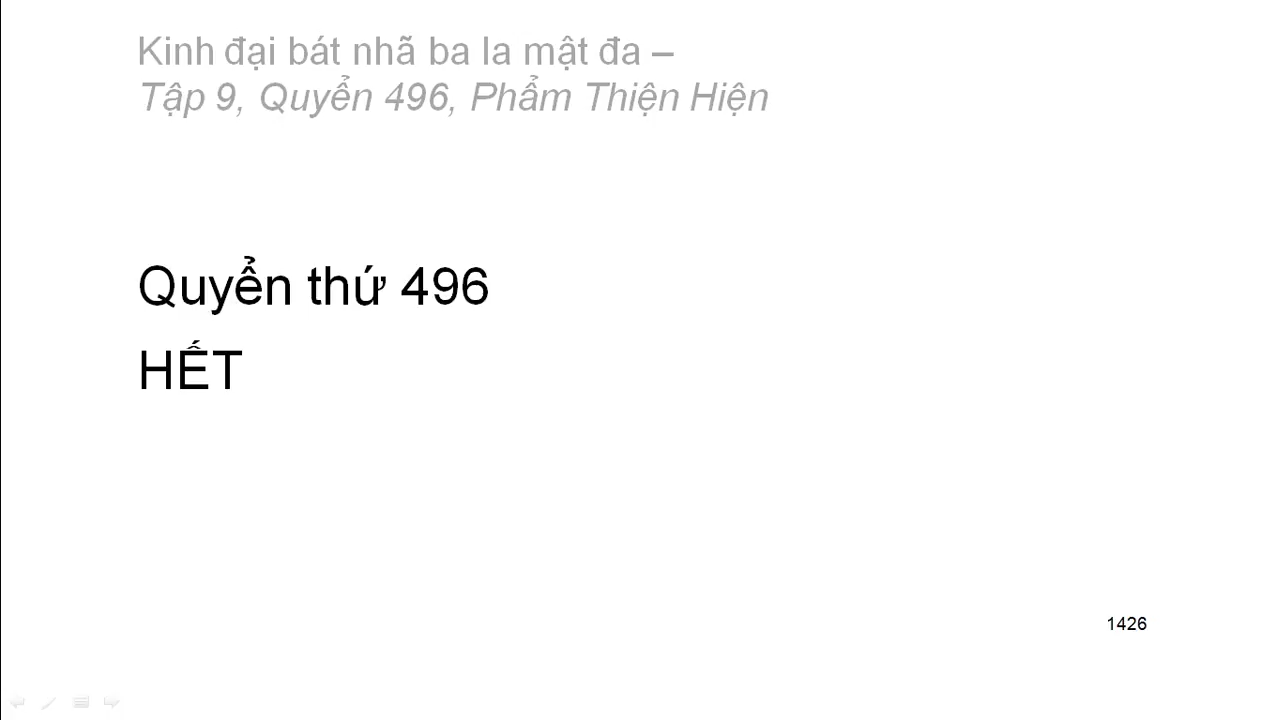 Kinh đại bát nhã ba la mật đa –
Tập 9, Quyển 496, Phẩm Thiện Hiện
Quyển thứ 496
HẾT
1426